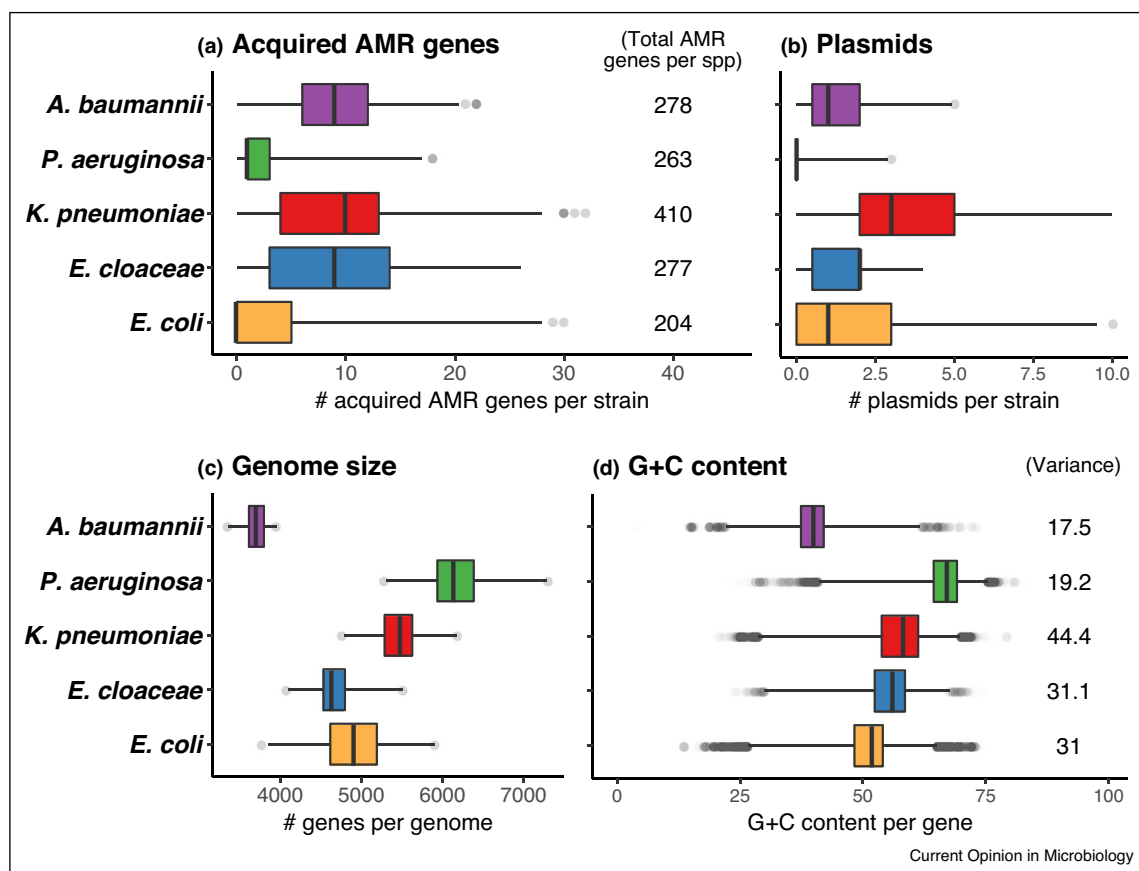 (a) Acquired AMR genes
(Total AMR
genes per spp)
(b) Plasmids
A. baumannii
278
P. aeruginosa
263
K. pneumoniae
410
E. cloaceae
277
E. coli
204
0 10 20 30 40
0.0 2.5 5.0 7.5 10.0
# acquired AMR genes per strain
# plasmids per strain
(c) Genome size
(d) G+C content
(Variance)
A. baumannii
17.5
P. aeruginosa
19.2
K. pneumoniae
44.4
E. cloaceae
31.1
E. coli
31
4000 5000 6000 7000
0 25 50 75 100
# genes per genome
G+C content per gene
Current Opinion in Microbiology